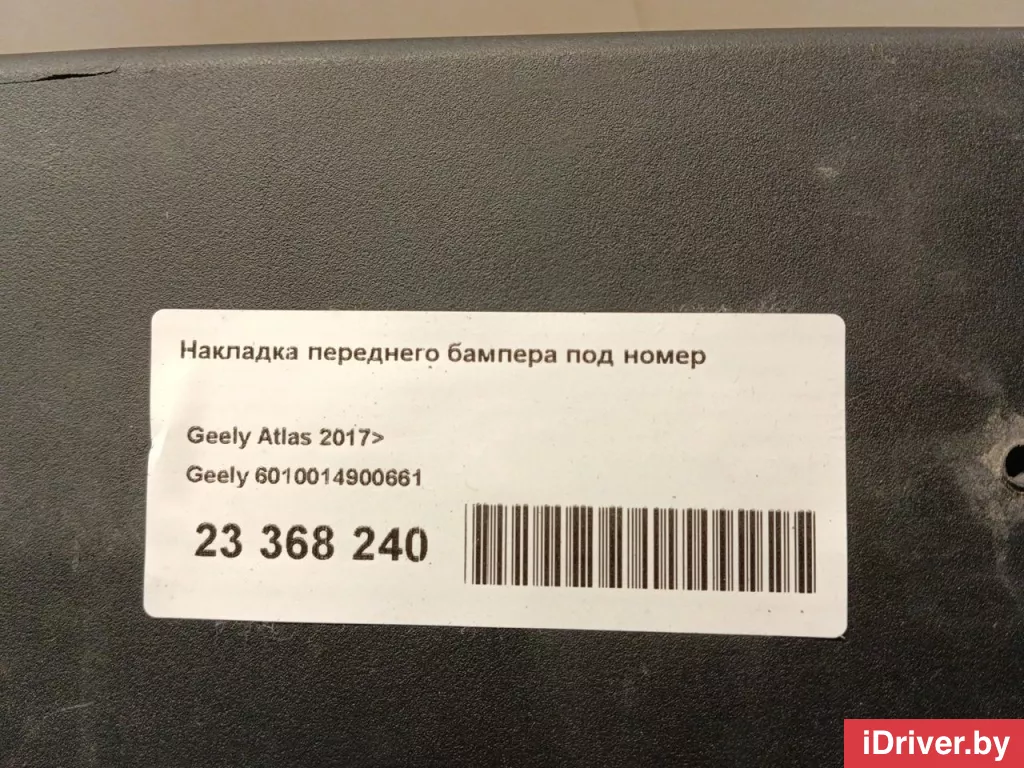 Накладка переднего бампера под номер
Geely Atlas 2017>
Geely 6010014900661
23 368 240
iDriver.by